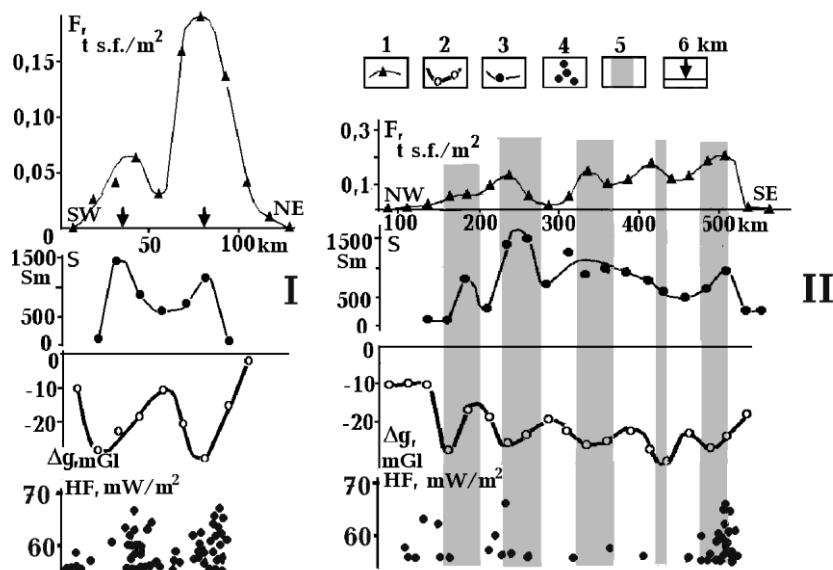 F, t s.f./m²
0,15
0,10
0,05
0
SW
NE
50
100km
1500
Sm
500
0
S
I
0
-10
-20
Δg,mGl
HF, mW/m²
70
60
1 2 3 4 5 6 km
0,3
F, t s.f./m²
0,1
NW
SE
100 200 300 400 500 km
1500
Sm
500
0
S
II
0
-10
-20
Δg,
mGl
HF, mW/m²
70
60